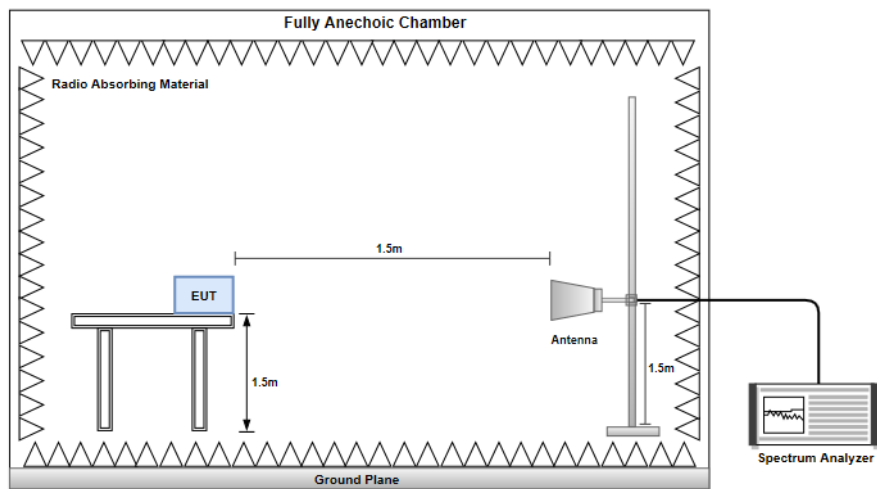 Fully Anechoic Chamber
Radio Absorbing Material
1.5m
EUT
Antenna
1.5m
1.5m
Spectrum Analyzer
Ground Plane